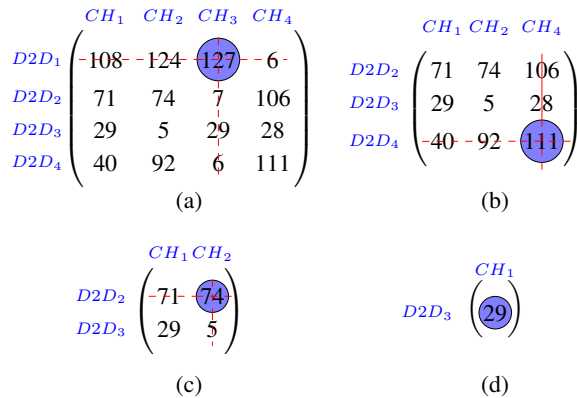 CH₁ CH₂ CH₃ CH₄
D2D₁ 108 124 127 6
D2D₂ 71 74 7 106
D2D₃ 29 5 29 28
D2D₄ 40 92 6 111
(a)
CH₁ CH₂ CH₄
D2D₂ 71 74 106
D2D₃ 29 5 28
D2D₄ 40 92 111
(b)
CH₁ CH₂
D2D₂ 71 74
D2D₃ 29 5
(c)
CH₁
D2D₃ 29
(d)